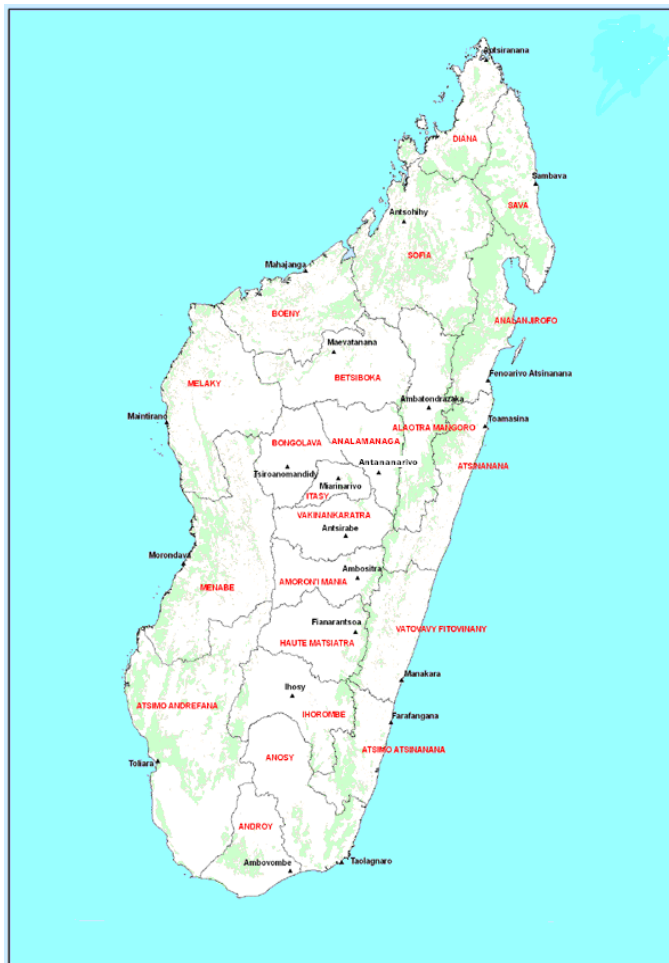 Antsiranana
DIANA
Sambava
SAVA
Antsohihy
SOFIA
Mahajanga
BOENY
ANALANJIROFO
Maevatanana
BETSIBOKA
Fenoarivo Atsinanana
MELAKY
Ambatondrazaka
Maintirano
Toamasina
ALAOTRA MANGORO
BONGOLAVA
ANALAMANAGA
Antananarivo
ATSINANANA
Tsiroanomandidy
Miarinarivo
ITASY
VAKINANKARATRA
Antsirabe
Morondava
Ambositra
AMORON'I MANIA
MENABE
Fianarantsoa
VATOVAVY FITOVINANY
HAUTE MATSIATRA
Manakara
Ihosy
ATSIMO ANDREFANA
IHOROMBE
Farafangana
ATSIMO ATSINANANA
ANOSY
Toliara
ANDROY
Ambovombe
Taolagnaro